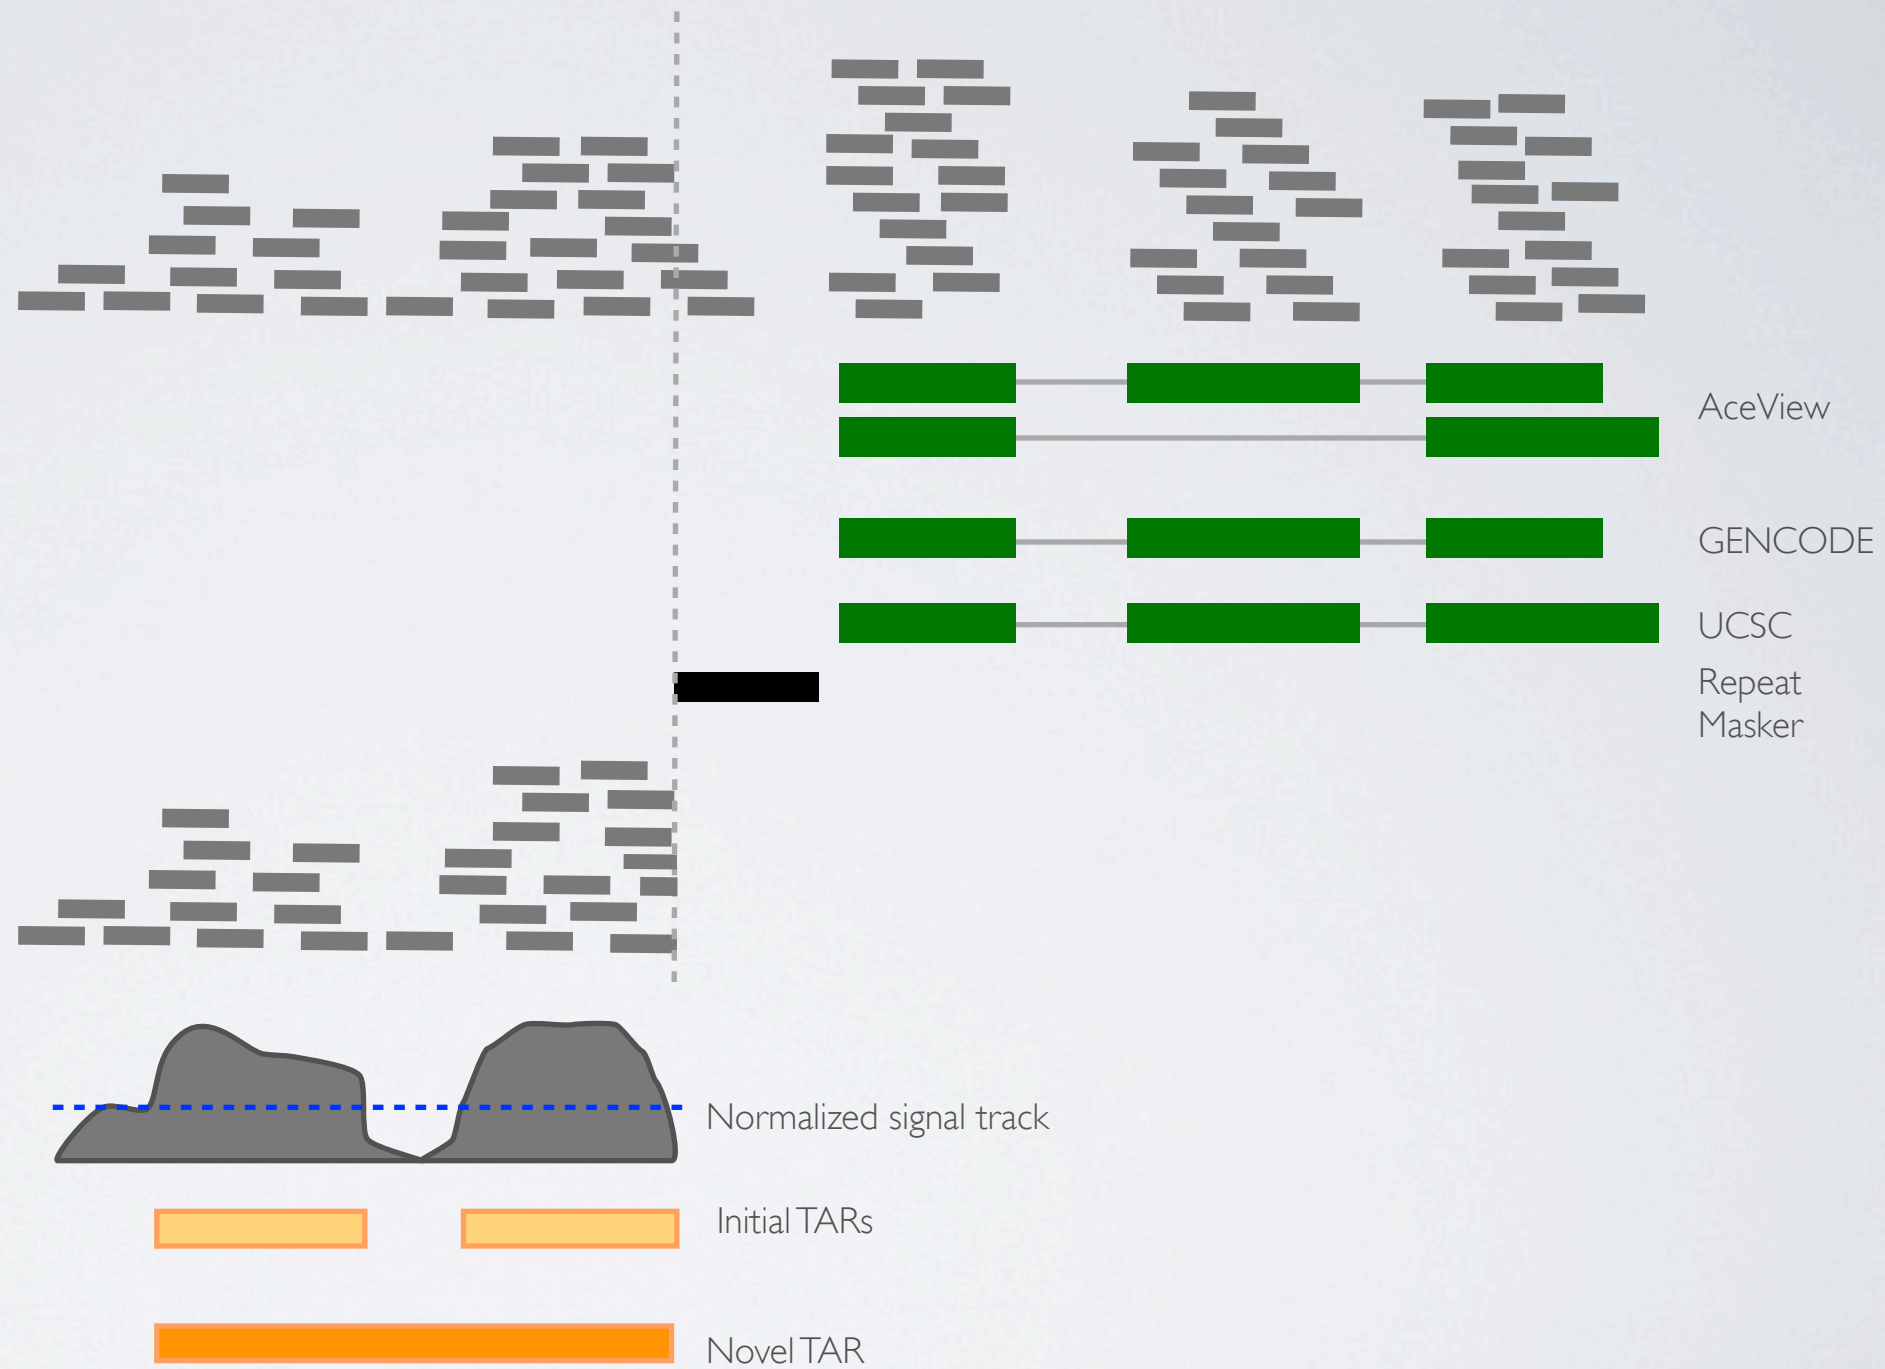 AceView
GENCODE
UCSC
Repeat
Masker
Normalized signal track
Initial TARs
Novel TAR